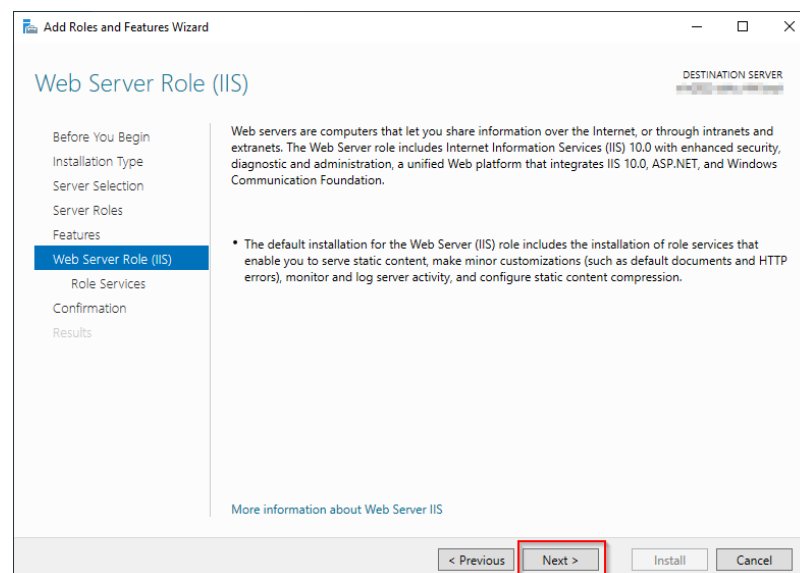 Add Roles and Features Wizard
Web Server Role (IIS)
DESTINATION SERVER
Before You Begin
Installation Type
Server Selection
Server Roles
Features
Web Server Role (IIS)
Role Services
Confirmation
Results
Web servers are computers that let you share information over the Internet, or through intranets and
extranets. The Web Server role includes Internet Information Services (IIS) 10.0 with enhanced security,
diagnostic and administration, a unified Web platform that integrates IIS 10.0, ASP.NET, and Windows
Communication Foundation.
• The default installation for the Web Server (IIS) role includes the installation of role services that
enable you to serve static content, make minor customizations (such as default documents and HTTP
errors), monitor and log server activity, and configure static content compression.
More information about Web Server IIS
< Previous Next > Install Cancel